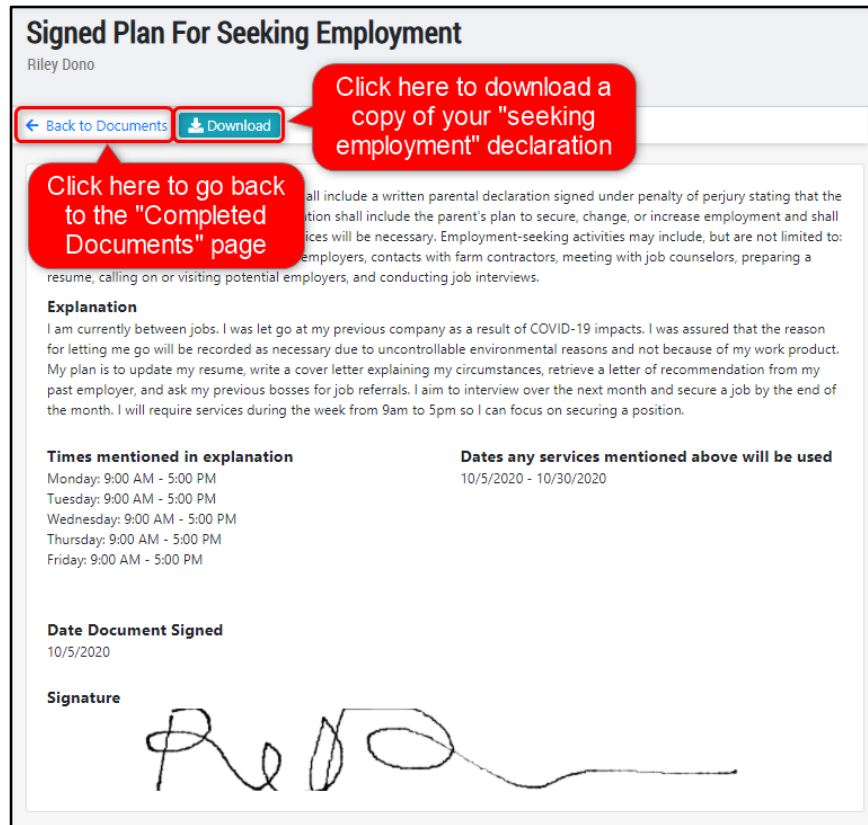 Signed Plan For Seeking Employment
Riley Dono
← Back to Documents Download
Click here to download a
copy of your "seeking
employment" declaration
Click here to go back
to the "Completed
Documents" page
all include a written parental declaration signed under penalty of perjury stating that the
shall include the parent's plan to secure, change, or increase employment and shall
will be necessary. Employment-seeking activities may include, but are not limited to:
employers, contacts with farm contractors, meeting with job counselors, preparing a
resume, calling on or visiting potential employers, and conducting job interviews.
Explanation
I am currently between jobs. I was let go at my previous company as a result of COVID-19 impacts. I was assured that the reason
for letting me go will be recorded as necessary due to uncontrollable environmental reasons and not because of my work product.
My plan is to update my resume, write a cover letter explaining my circumstances, retrieve a letter of recommendation from my
past employer, and ask my previous bosses for job referrals. I aim to interview over the next month and secure a job by the end of
the month. I will require services during the week from 9am to 5pm so I can focus on securing a position.
Times mentioned in explanation
Monday: 9:00 AM - 5:00 PM
Tuesday: 9:00 AM - 5:00 PM
Wednesday: 9:00 AM - 5:00 PM
Thursday: 9:00 AM - 5:00 PM
Friday: 9:00 AM - 5:00 PM
Dates any services mentioned above will be used
10/5/2020 - 10/30/2020
Date Document Signed
10/5/2020
Signature